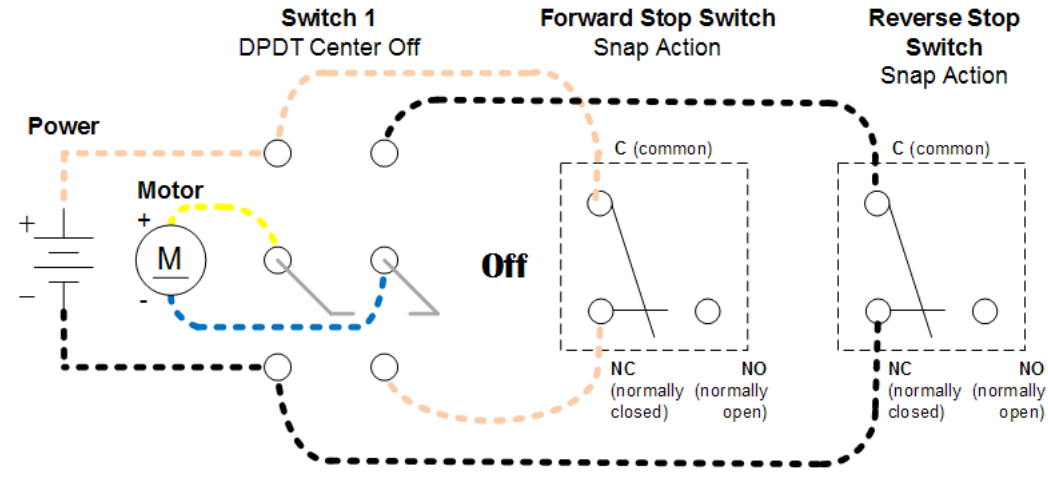 Switch 1
DPDT Center Off
Forward Stop Switch
Snap Action
Reverse Stop
Switch
Snap Action
Power
+
−
Motor
+
M
-
Off
C (common)
NC
(normally
closed)
NO
(normally
open)
C (common)
NC
(normally
closed)
NO
(normally
open)